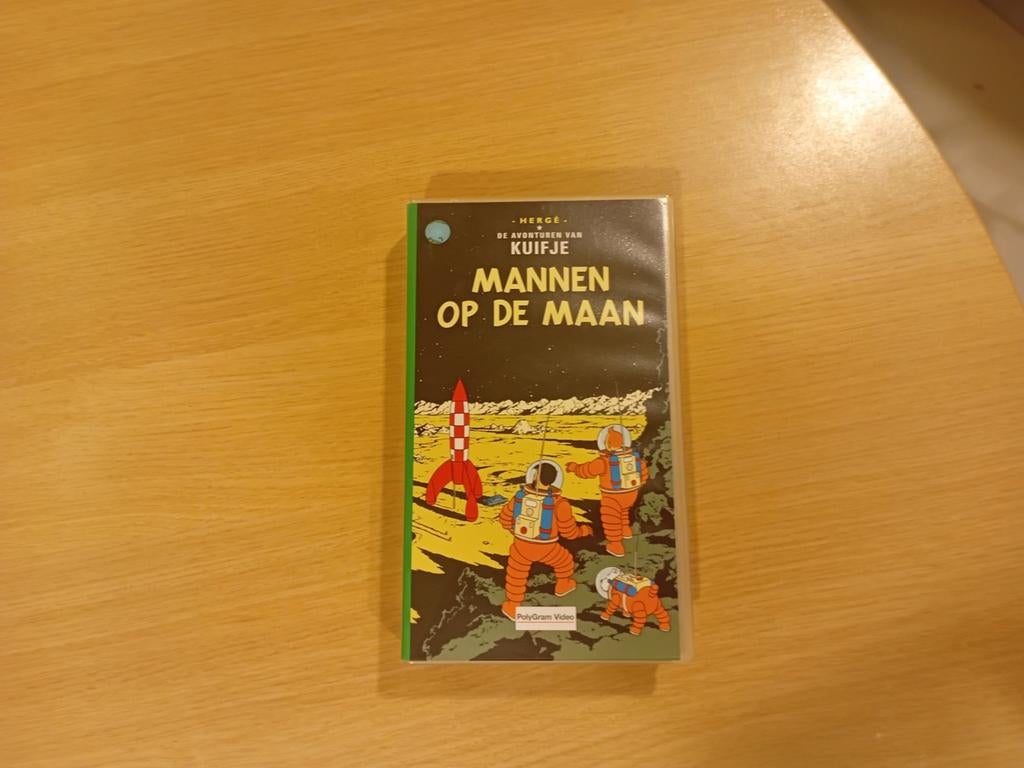 - HERGÉ -
DE AVONTUREN VAN
KUIFJE
MANNEN
OP DE MAAN
PolyGram Video